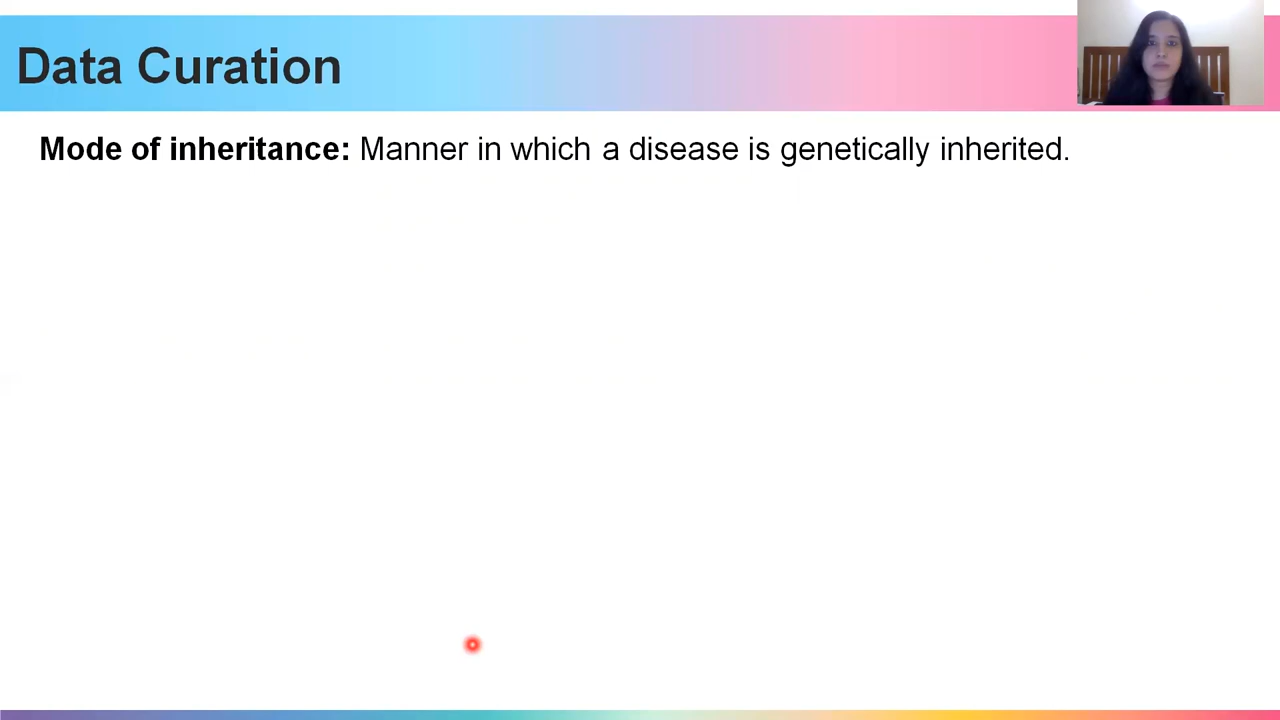 Data Curation
Mode of inheritance: Manner in which a disease is genetically inherited.